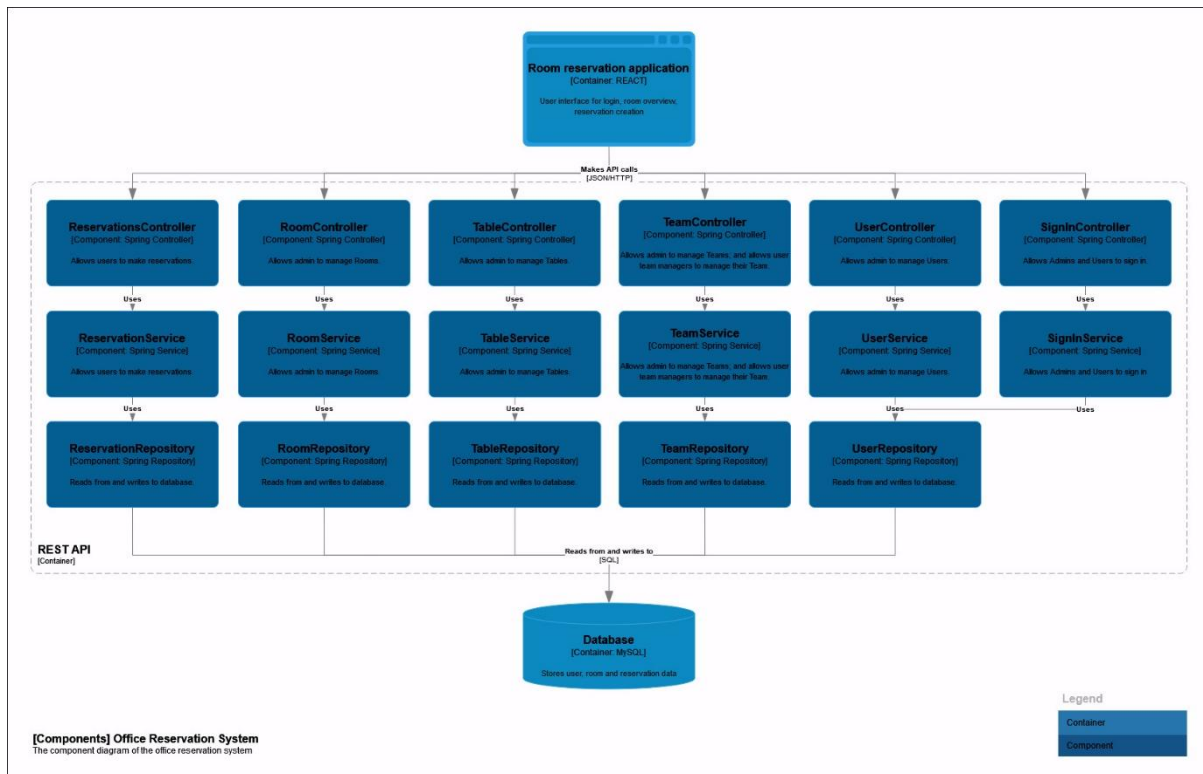 Room reservation application
[Container: REACT]
User interface for login, room overview,
reservation creation
Makes API calls
[JSON/HTTP]
ReservationsController
[Component: Spring Controller]
Allows users to make reservations.
RoomController
[Component: Spring Controller]
Allows admin to manage Rooms.
TableController
[Component: Spring Controller]
Allows admin to manage Tables.
TeamController
[Component: Spring Controller]
Allows admin to manage Teams, and allows user
team managers to manage their Team.
UserController
[Component: Spring Controller]
Allows admin to manage Users.
SignInController
[Component: Spring Controller]
Allows Admins and Users to sign in.
Uses
Uses
Uses
Uses
Uses
Uses
ReservationService
[Component: Spring Service]
Allows users to make reservations.
RoomService
[Component: Spring Service]
Allows admin to manage Rooms.
TableService
[Component: Spring Service]
Allows admin to manage Tables.
TeamService
[Component: Spring Service]
Allows admin to manage Teams, and allows user
team managers to manage their Team.
UserService
[Component: Spring Service]
Allows admin to manage Users.
SignInService
[Component: Spring Service]
Allows Admins and Users to sign in
Uses
Uses
Uses
Uses
Uses
Uses
ReservationRepository
[Component: Spring Repository]
Reads from and writes to database.
RoomRepository
[Component: Spring Repository]
Reads from and writes to database.
TableRepository
[Component: Spring Repository]
Reads from and writes to database.
TeamRepository
[Component: Spring Repository]
Reads from and writes to database.
UserRepository
[Component: Spring Repository]
Reads from and writes to database.
REST API
[Container]
Reads from and writes to
[SQL]
Database
[Container: MySQL]
Stores user, room and reservation data
Legend
Container
Component
[Components] Office Reservation System
The component diagram of the office reservation system